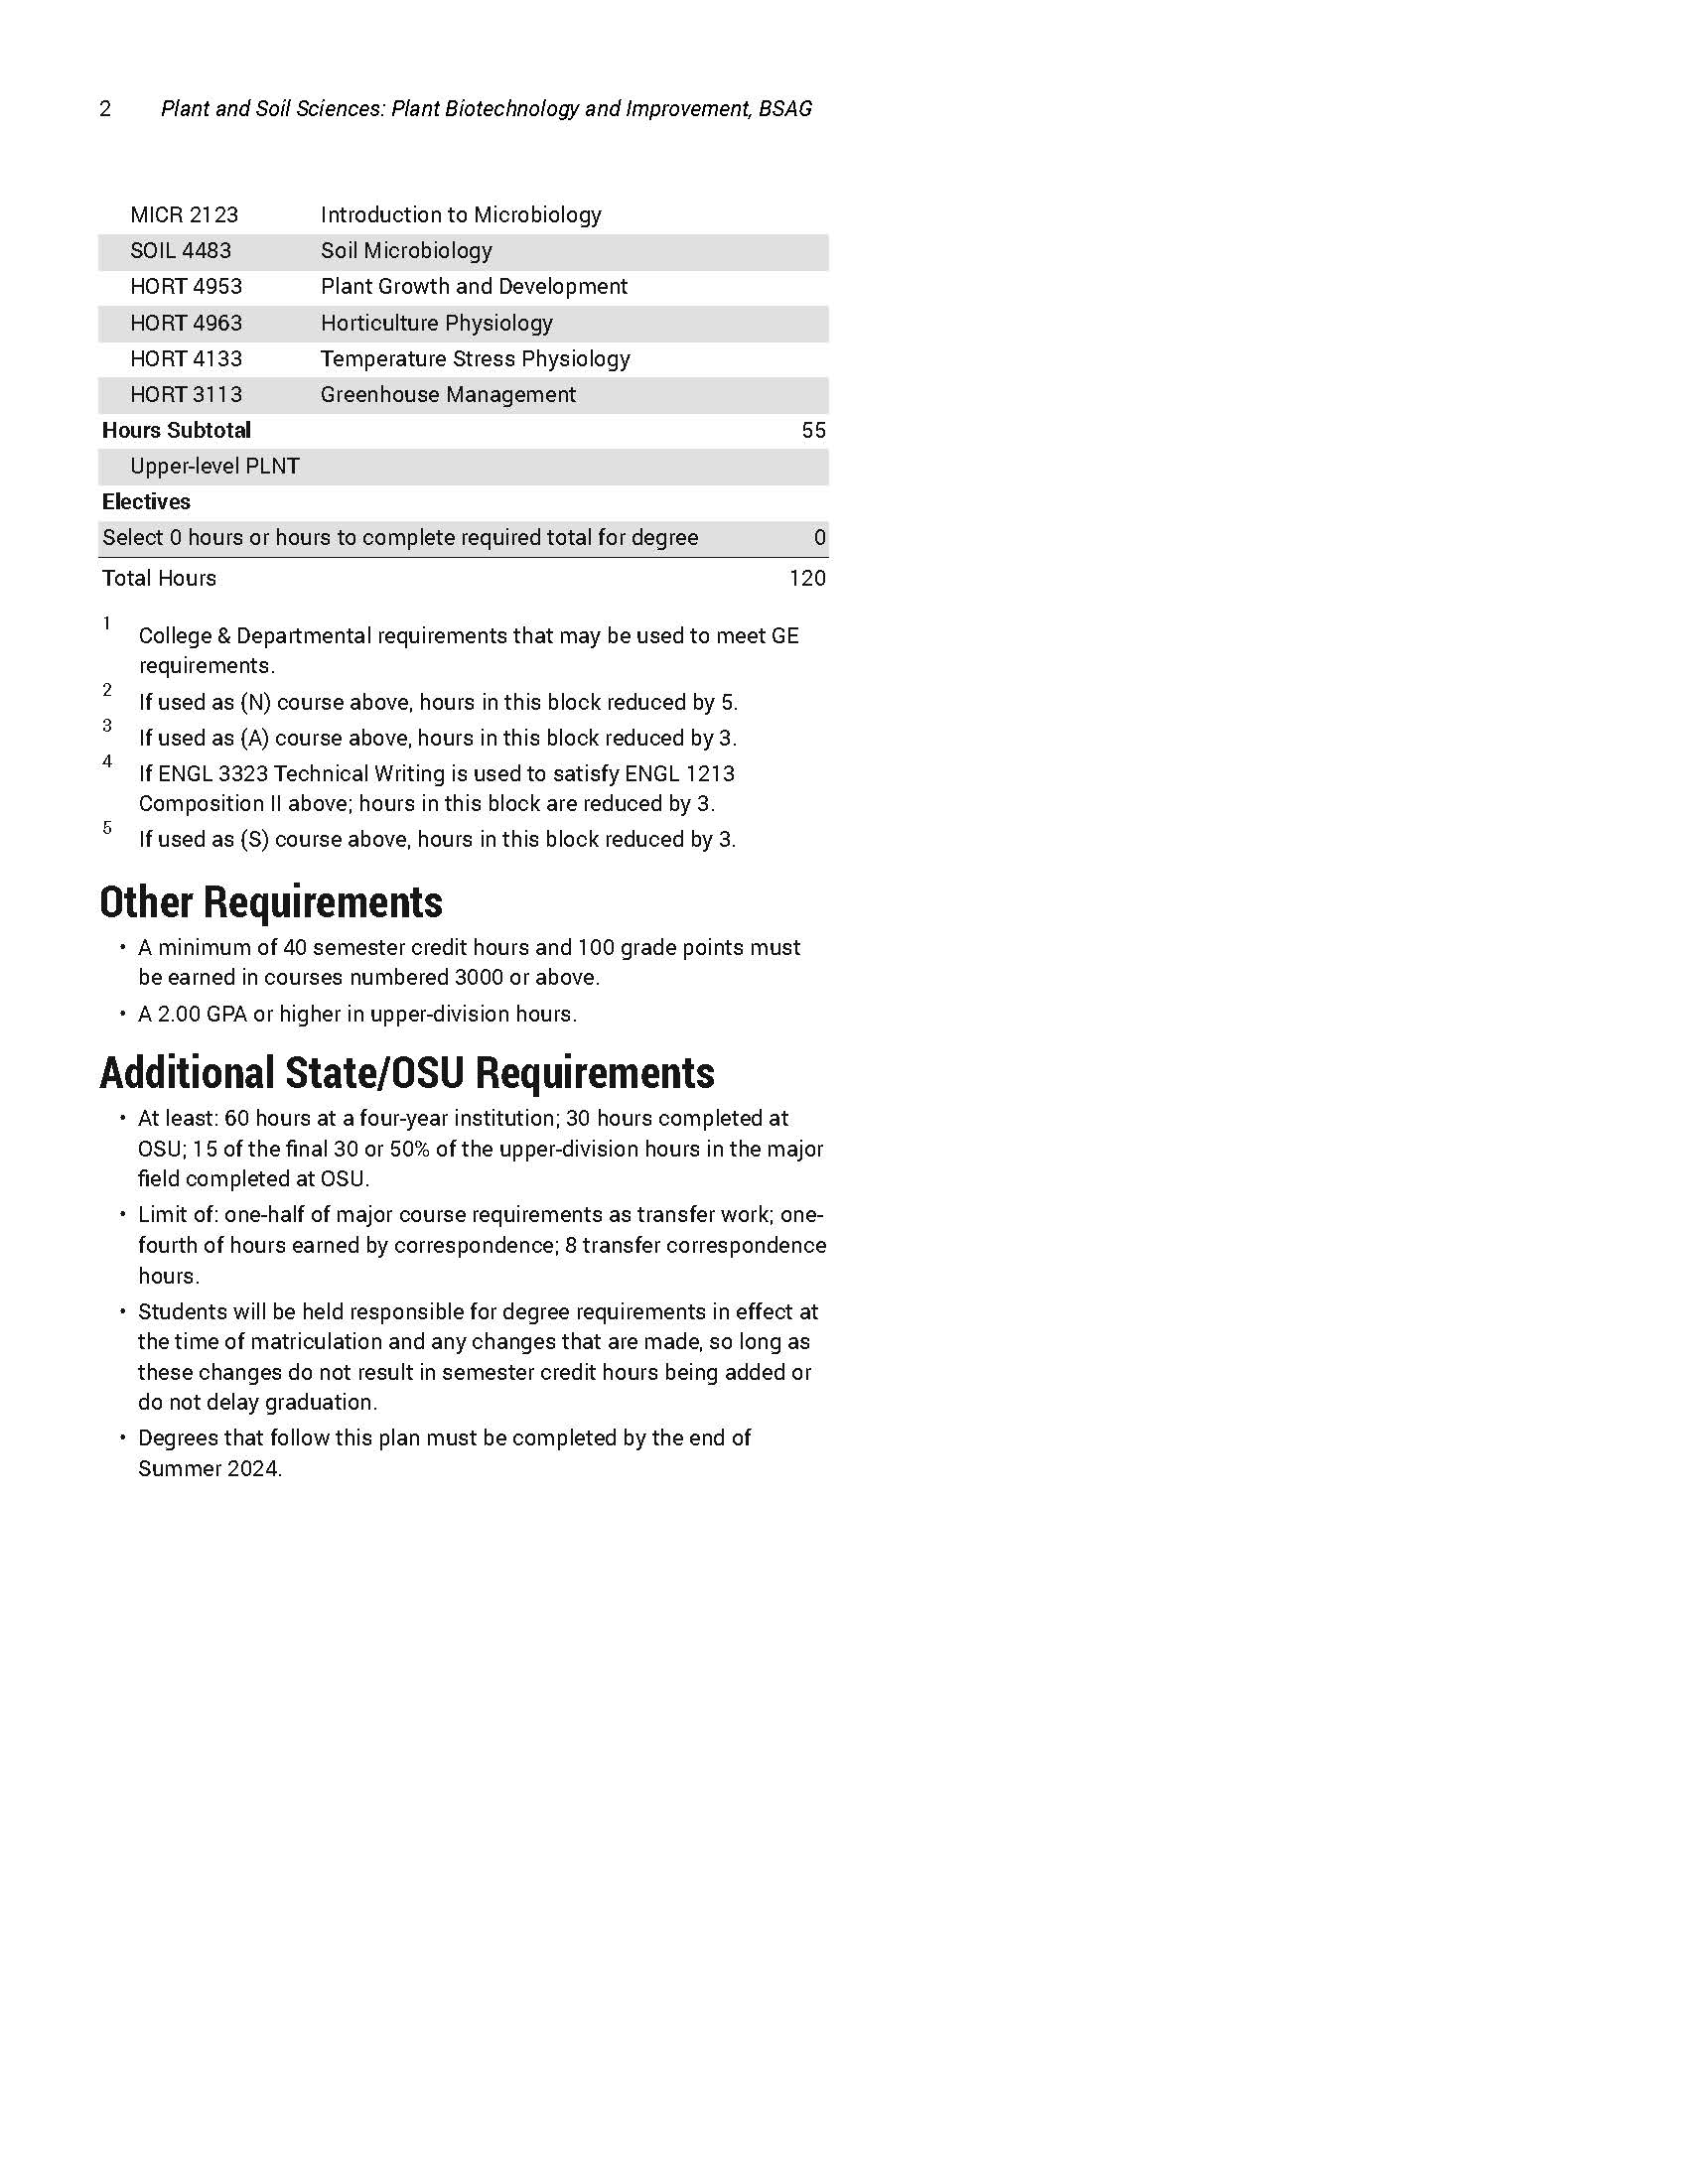 2 Plant and Soil Sciences: Plant Biotechnology and Improvement, BSAG
MICR 2123 Introduction to Microbiology
SOIL 4483 Soil Microbiology
HORT 4953 Plant Growth and Development
HORT 4963 Horticulture Physiology
HORT 4133 Temperature Stress Physiology
HORT 3113 Greenhouse Management
Hours Subtotal 55
Upper-level PLNT
Electives
Select 0 hours or hours to complete required total for degree 0
Total Hours 120
1 College & Departmental requirements that may be used to meet GE
requirements.
2 If used as (N) course above, hours in this block reduced by 5.
3 If used as (A) course above, hours in this block reduced by 3.
4 If ENGL 3323 Technical Writing is used to satisfy ENGL 1213
Composition II above; hours in this block are reduced by 3.
5 If used as (S) course above, hours in this block reduced by 3.
Other Requirements
• A minimum of 40 semester credit hours and 100 grade points must
be earned in courses numbered 3000 or above.
• A 2.00 GPA or higher in upper-division hours.
Additional State/OSU Requirements
• At least: 60 hours at a four-year institution; 30 hours completed at
OSU; 15 of the final 30 or 50% of the upper-division hours in the major
field completed at OSU.
• Limit of: one-half of major course requirements as transfer work; one-
fourth of hours earned by correspondence; 8 transfer correspondence
hours.
• Students will be held responsible for degree requirements in effect at
the time of matriculation and any changes that are made, so long as
these changes do not result in semester credit hours being added or
do not delay graduation.
• Degrees that follow this plan must be completed by the end of
Summer 2024.